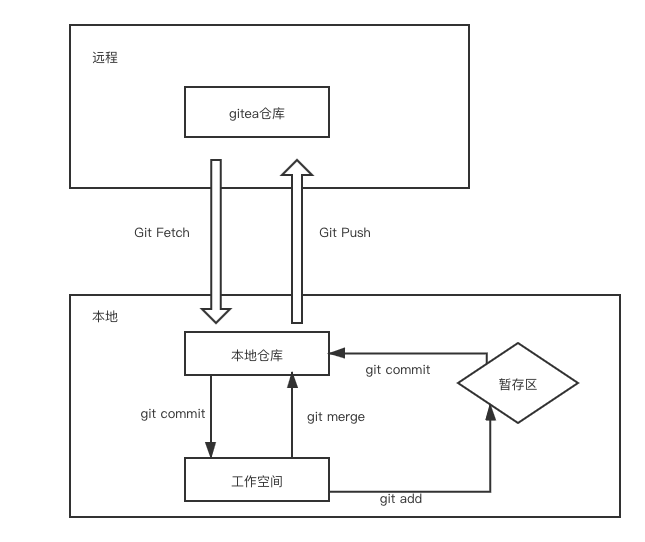 远程
gitea仓库
Git Fetch
Git Push
本地
本地仓库
git commit
暂存区
git commit
git merge
工作空间
git add